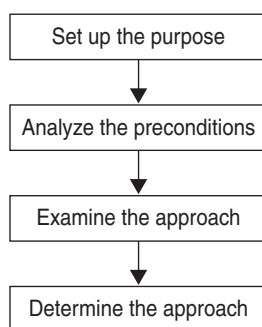 Set up the purpose
Analyze the preconditions
Examine the approach
Determine the approach